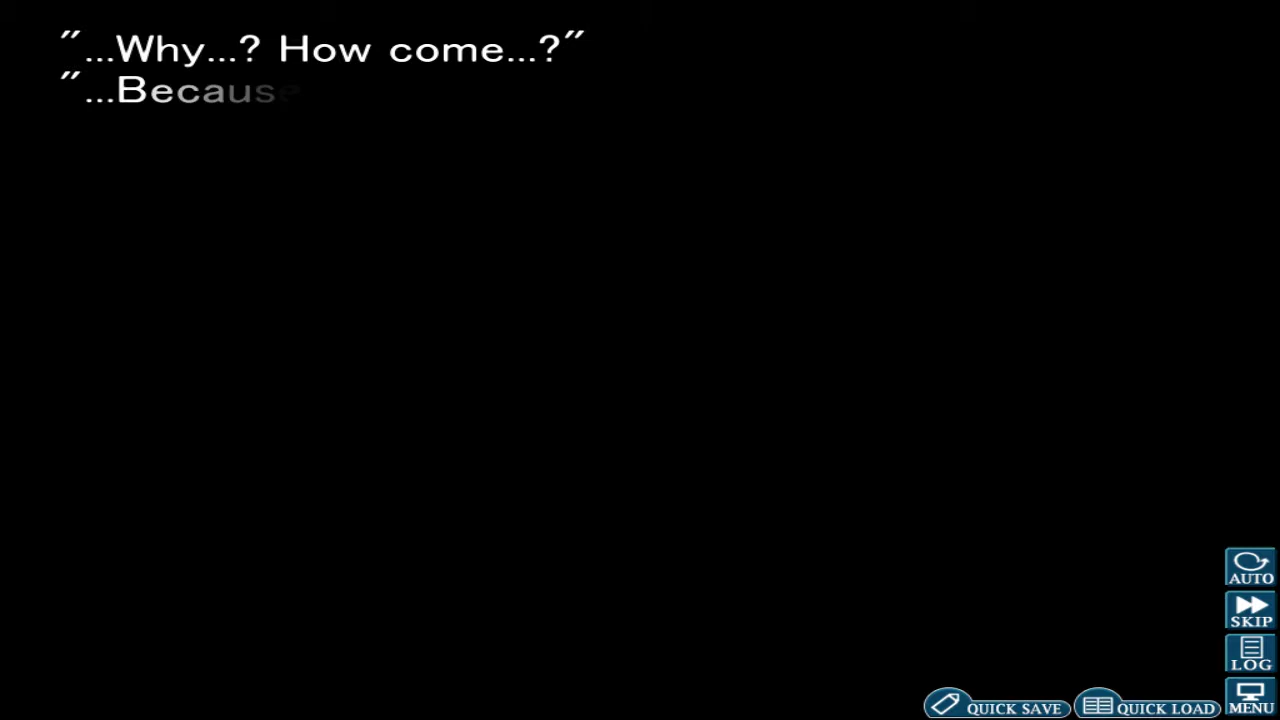 "...Why...? How come...?"
"...Because
AUTO
SKIP
LOG
MENU
QUICK SAVE
QUICK LOAD